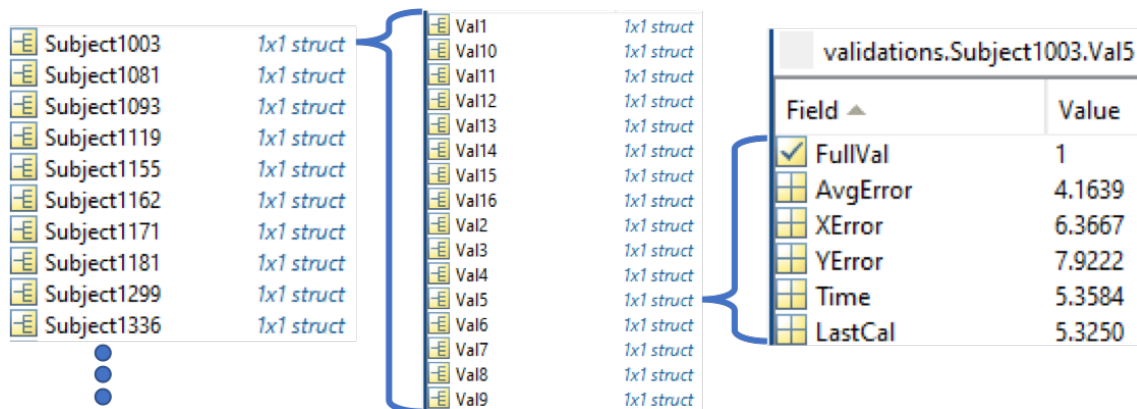 Subject1003 1x1 struct
Subject1081 1x1 struct
Subject1093 1x1 struct
Subject1119 1x1 struct
Subject1155 1x1 struct
Subject1162 1x1 struct
Subject1171 1x1 struct
Subject1181 1x1 struct
Subject1299 1x1 struct
Subject1336 1x1 struct
Val1 1x1 struct
Val10 1x1 struct
Val11 1x1 struct
Val12 1x1 struct
Val13 1x1 struct
Val14 1x1 struct
Val15 1x1 struct
Val16 1x1 struct
Val2 1x1 struct
Val3 1x1 struct
Val4 1x1 struct
Val5 1x1 struct
Val6 1x1 struct
Val7 1x1 struct
Val8 1x1 struct
Val9 1x1 struct
validations.Subject1003.Val5
Field Value
FullVal 1
AvgError 4.1639
XError 6.3667
YError 7.9222
Time 5.3584
LastCal 5.3250